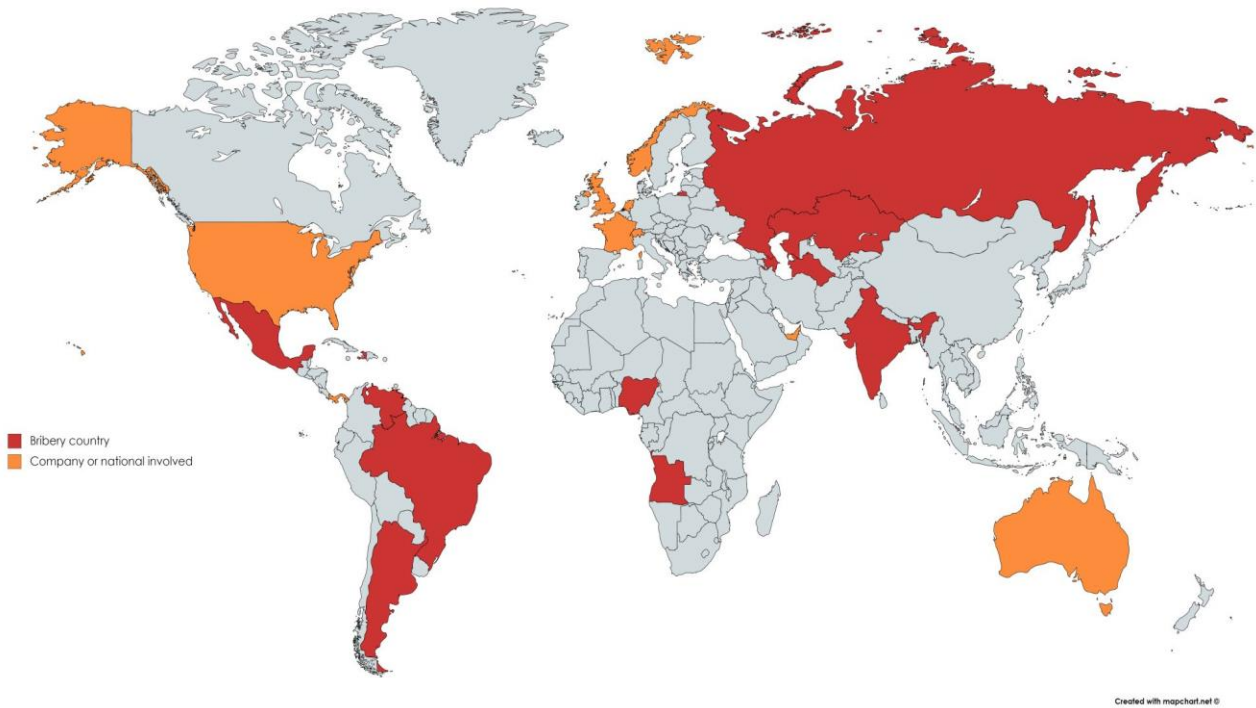 Bribery country
Company or national involved
Created with mapchart.net ©